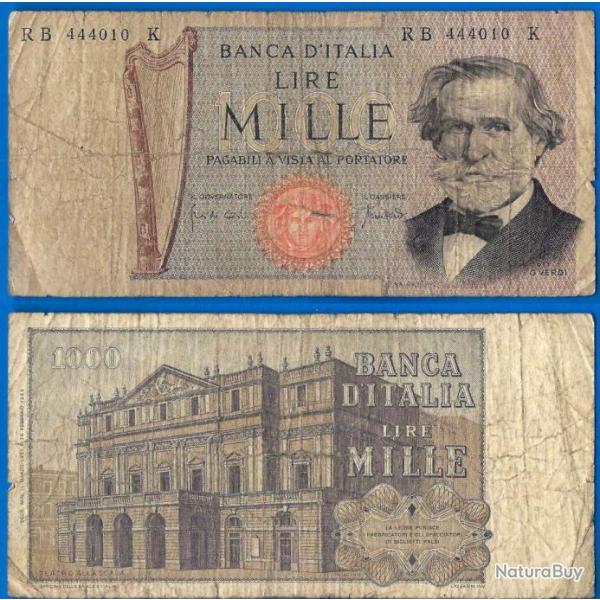 RB 444010 K
RB 444010 K
BANCA D'ITALIA
LIRE
1000
MILLE
PAGABILI A VISTA AL PORTATORE
IL GOVERNATORE
IL CASSIERE
G. VERDI
1000
BANCA
D'ITALIA
LIRE
MILLE
LA LEGGE PUNISCE
I FABBRICATORI E GLI SPACCIATORI
DI BIGLIETTI FALSI
TEATRO ALLA SCALA
NaturaBuy